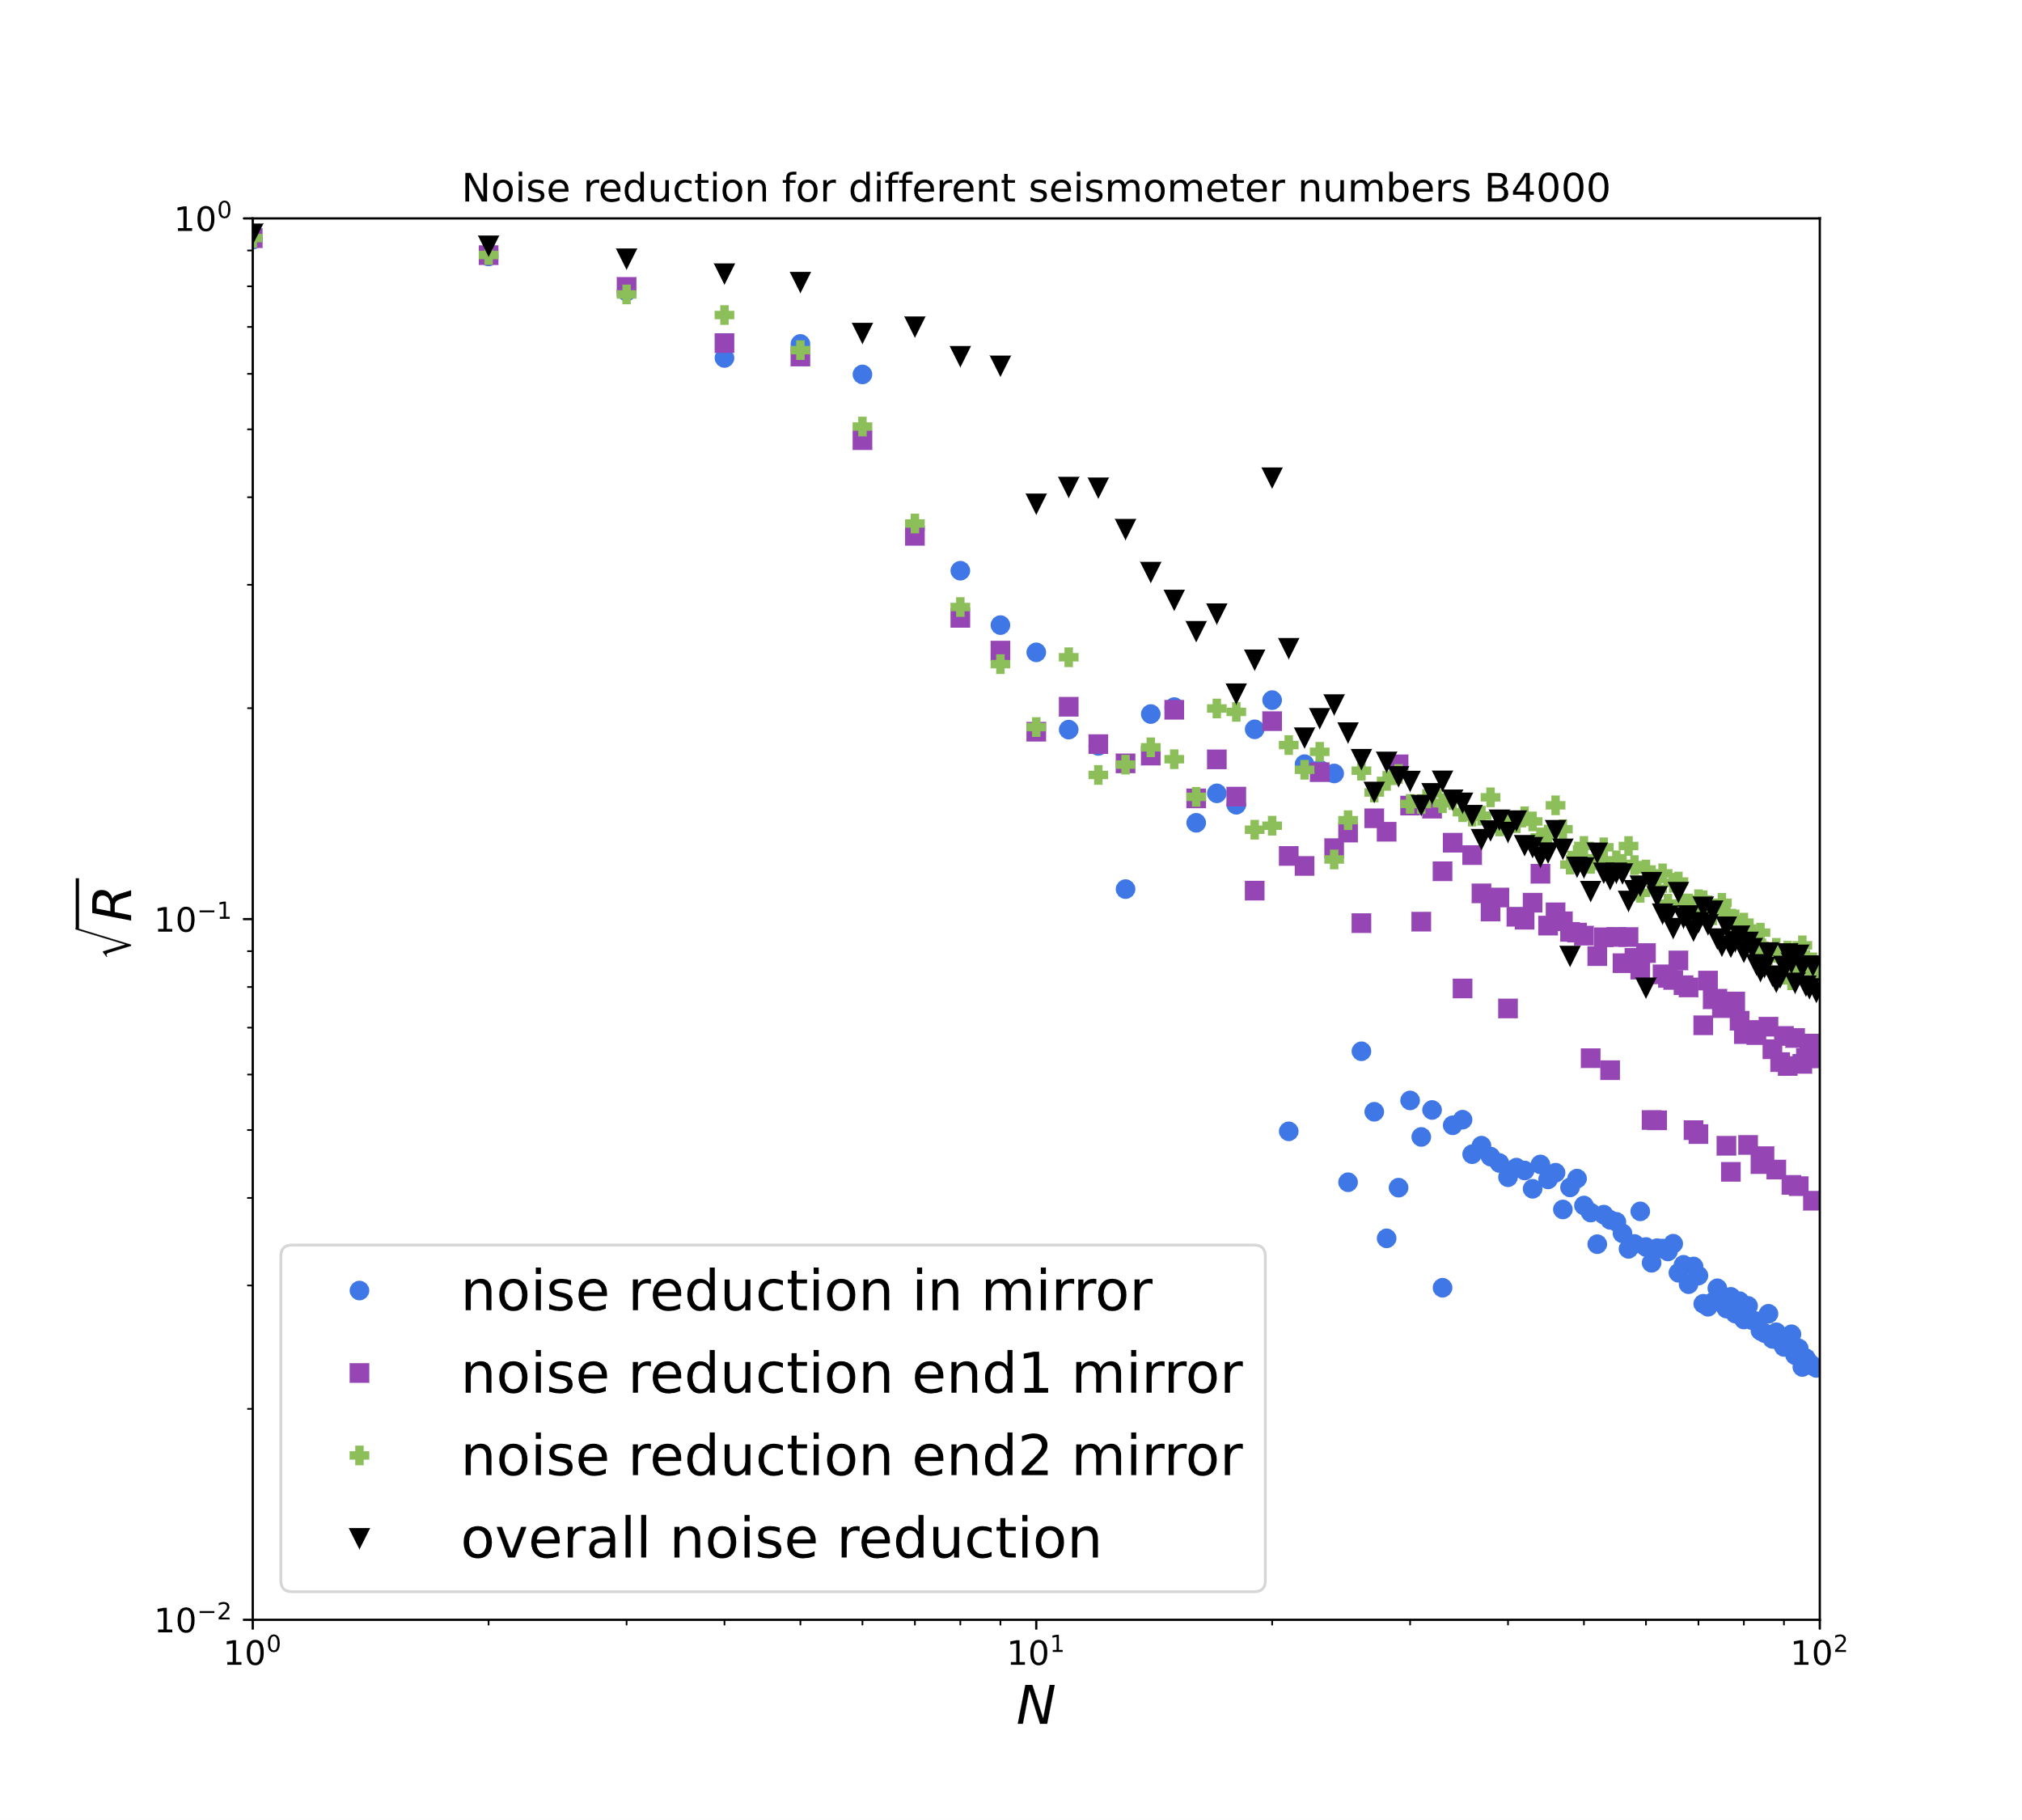 Noise reduction for different seismometer numbers B4000
10⁰
10⁻¹
10⁻²
√R
noise reduction in mirror
noise reduction end1 mirror
noise reduction end2 mirror
overall noise reduction
10⁰ 10¹ 10²
N